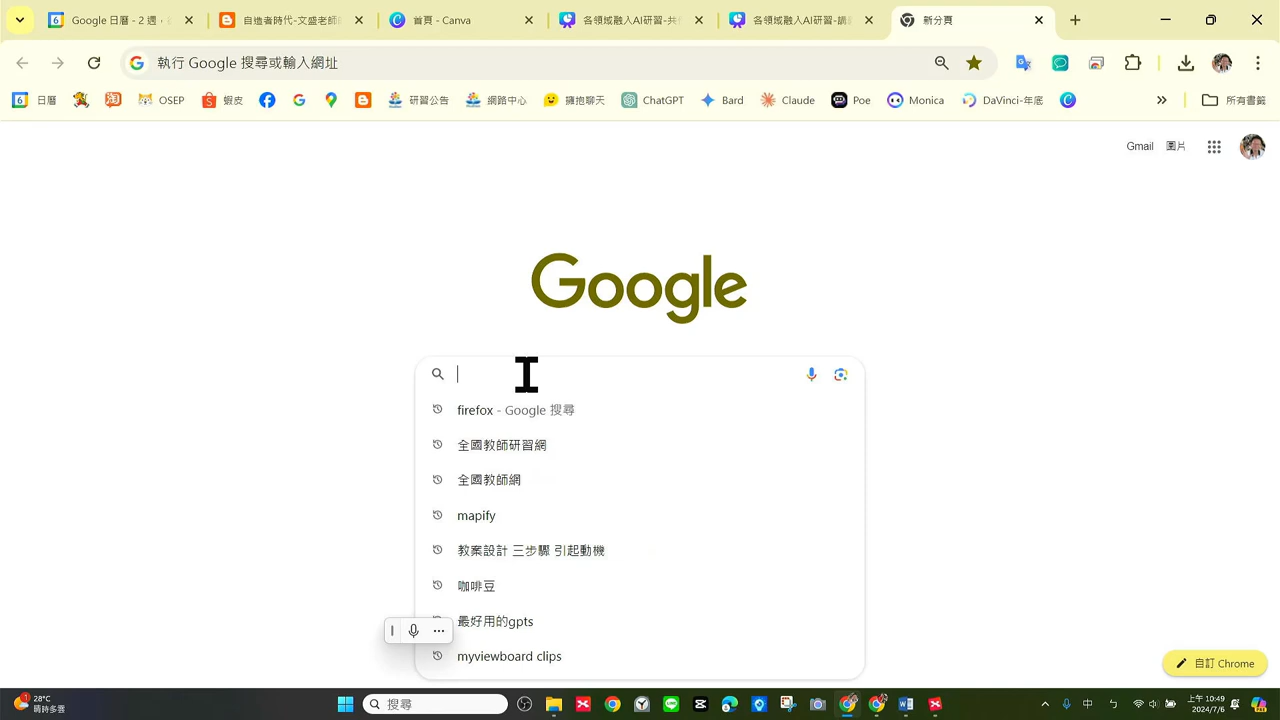 Google 日曆 - 2 週，
自造者時代-文盛老師
首頁 - Canva
各領域融入AI研習-共
各領域融入AI研習-講
新分頁
執行 Google 搜尋或輸入網址
日曆
OSEP
蝦皮
研習公告
網路中心
擁抱聊天
ChatGPT
Bard
Claude
Poe
Monica
DaVinci-年底
所有書籤
Gmail 圖片
Google
firefox - Google 搜尋
全國教師研習網
全國教師網
mapify
教案設計 三步驟 引起動機
咖啡豆
最好用的gpts
myviewboard clips
自訂 Chrome
28°C
晴時多雲
搜尋
中
上午 10:49
2024/7/6